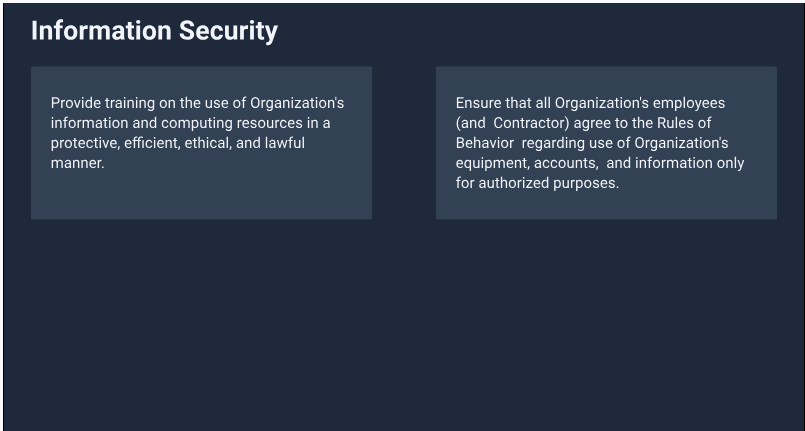 Information Security
Provide training on the use of Organization's
information and computing resources in a
protective, efficient, ethical, and lawful
manner.
Ensure that all Organization's employees
(and  Contractor) agree to the Rules of
Behavior  regarding use of Organization's
equipment, accounts,  and information only
for authorized purposes.